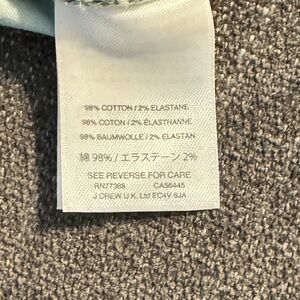 98% COTTON / 2% ELASTANE
98% COTON / 2% ÉLASTHANNE
98% BAUMWOLLE / 2% ELASTAN
綿 98% / エラステーン 2%
SEE REVERSE FOR CARE
RN77388 CA56445
J.CREW U.K. Ltd EC4V 6JA